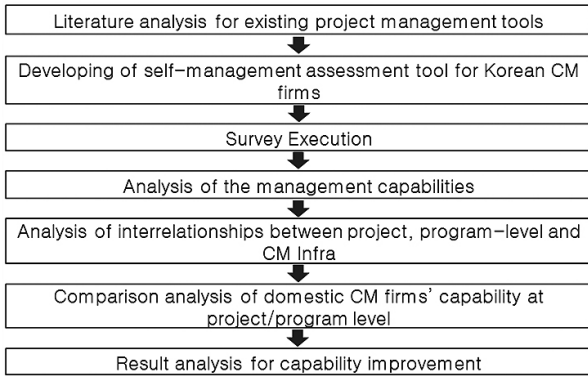 Literature analysis for existing project management tools
Developing of self-management assessment tool for Korean CM
firms
Survey Execution
Analysis of the management capabilities
Analysis of interrelationships between project, program-level and
CM Infra
Comparison analysis of domestic CM firms' capability at
project/program level
Result analysis for capability improvement